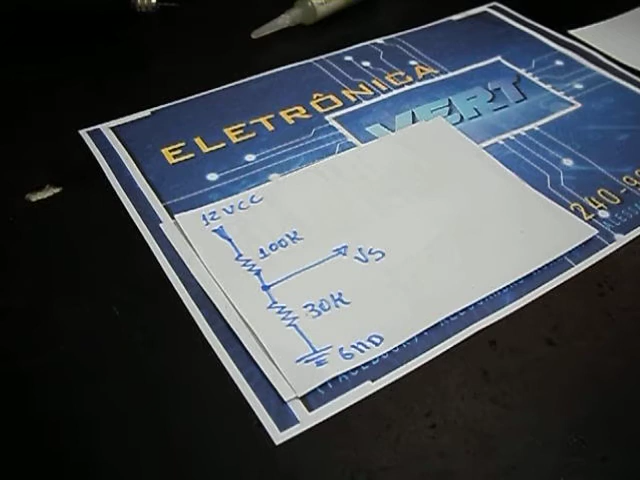 ELETRÔNICA
VERT
240-9
12VCC
100K
VS
30K
GND